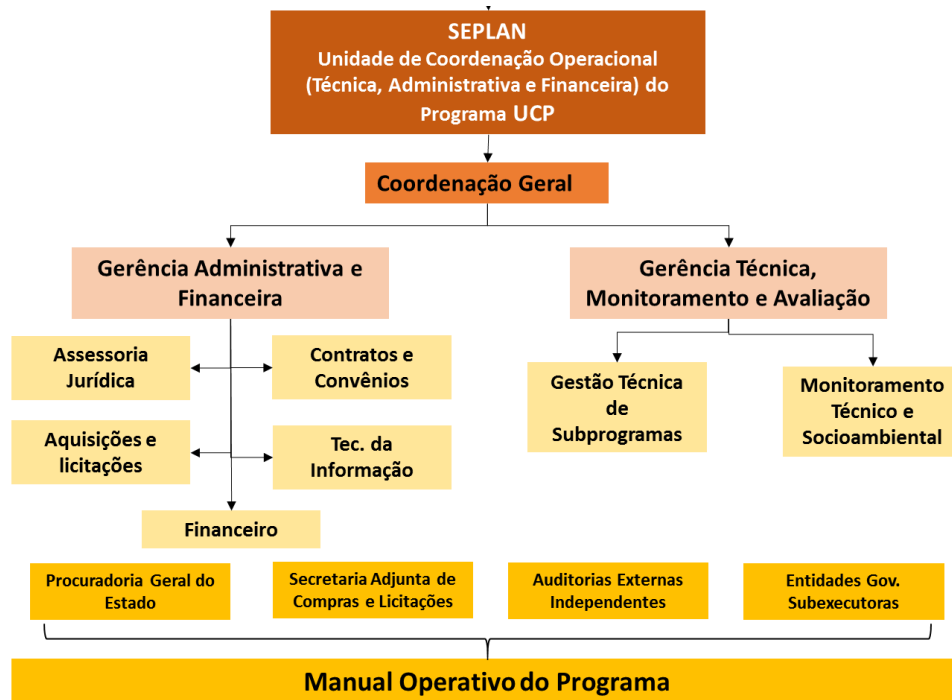 SEPLAN
Unidade de Coordenação Operacional
(Técnica, Administrativa e Financeira) do
Programa UCP
Coordenação Geral
Gerência Administrativa e
Financeira
Gerência Técnica,
Monitoramento e Avaliação
Assessoria
Jurídica
Contratos e
Convênios
Gestão Técnica
de
Subprogramas
Monitoramento
Técnico e
Socioambiental
Aquisições e
licitações
Tec. da
Informação
Financeiro
Procuradoria Geral do
Estado
Secretaria Adjunta de
Compras e Licitações
Auditorias Externas
Independentes
Entidades Gov.
Subexecutoras
Manual Operativo do Programa